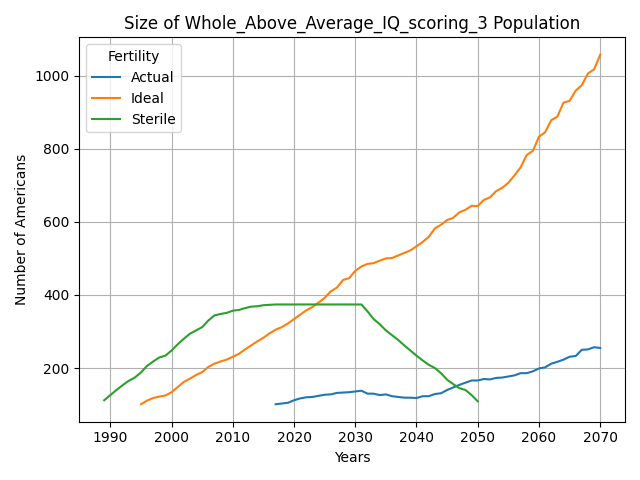 Size of Whole_Above_Average_IQ_scoring_3 Population
Fertility
Actual
Ideal
Sterile
Number of Americans
1000
800
600
400
200
1990 2000 2010 2020 2030 2040 2050 2060 2070
Years